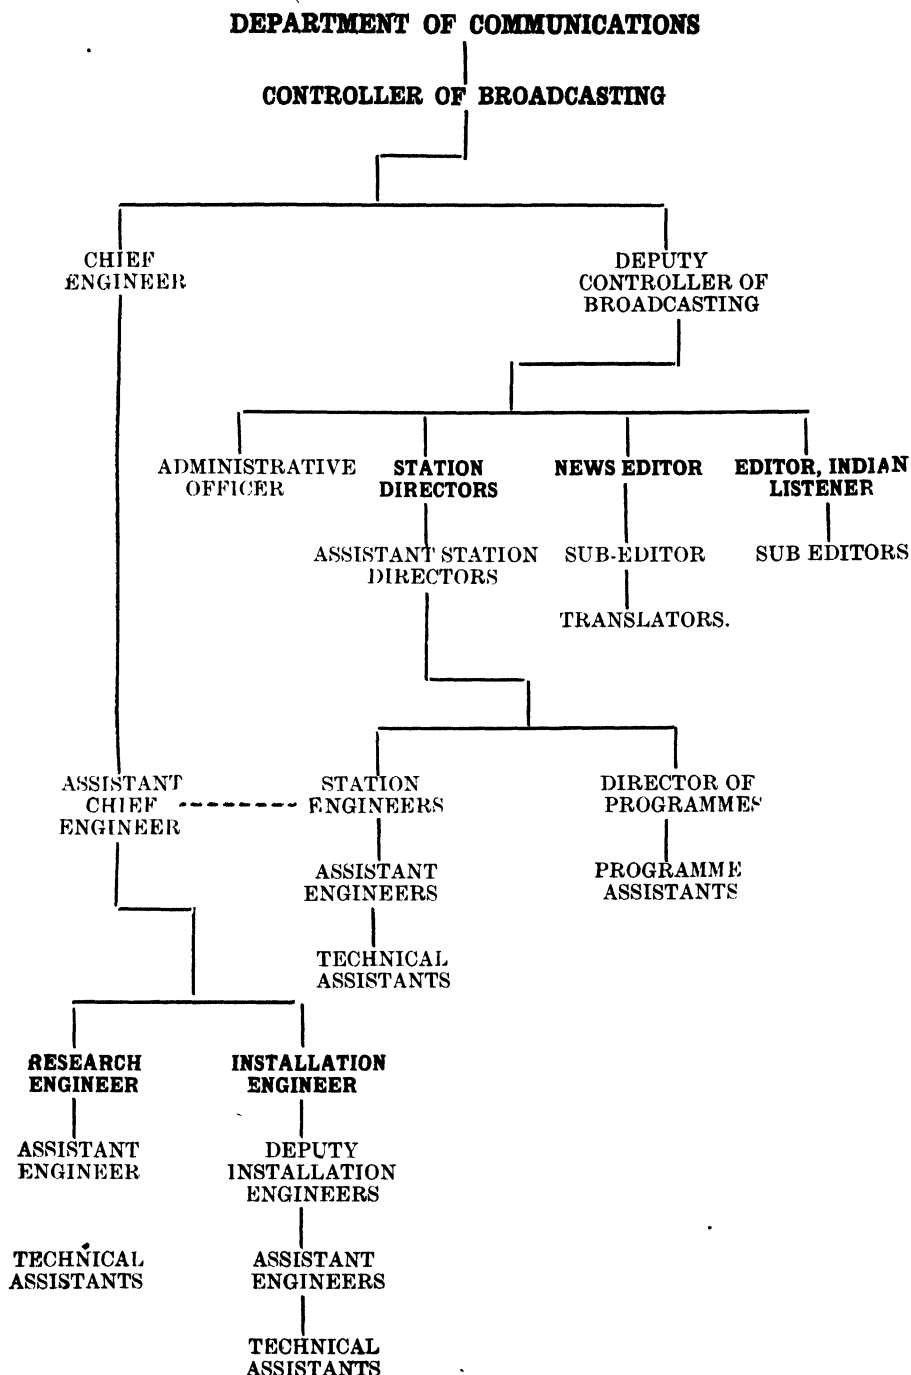 DEPARTMENT OF COMMUNICATIONS
CONTROLLER OF BROADCASTING
CHIEF
ENGINEER
DEPUTY
CONTROLLER OF
BROADCASTING
ADMINISTRATIVE
OFFICER
STATION
DIRECTORS
NEWS EDITOR
EDITOR, INDIAN
LISTENER
ASSISTANT STATION
DIRECTORS
SUB-EDITOR
SUB EDITORS
TRANSLATORS.
ASSISTANT
CHIEF
ENGINEER
STATION
ENGINEERS
DIRECTOR OF
PROGRAMMES
ASSISTANT
ENGINEERS
PROGRAMME
ASSISTANTS
TECHNICAL
ASSISTANTS
RESEARCH
ENGINEER
INSTALLATION
ENGINEER
ASSISTANT
ENGINEER
DEPUTY
INSTALLATION
ENGINEERS
TECHNICAL
ASSISTANTS
ASSISTANT
ENGINEERS
TECHNICAL
ASSISTANTS